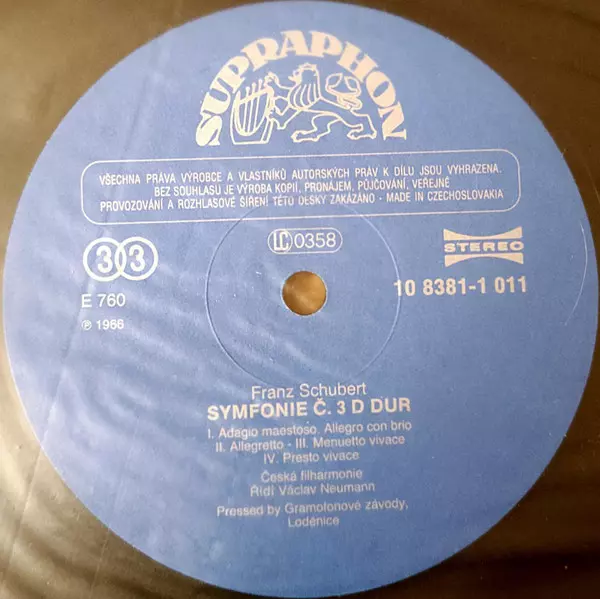 SUPRAPHON
VŠECHNA PRÁVA VÝROBCE A VLASTNÍKŮ AUTORSKÝCH PRÁV K DÍLU JSOU VYHRAZENA.
BEZ SOUHLASU JE VÝROBA KOPIÍ, PRONÁJEM, PŮJČOVÁNÍ, VEŘEJNÉ
PROVOZOVÁNÍ A ROZHLASOVÉ ŠÍŘENÍ TÉTO DESKY ZAKÁZÁNO - MADE IN CZECHOSLOVAKIA
33
LC 0358
STEREO
E 760
10 8381-1 011
℗ 1966
Franz Schubert
SYMFONIE Č. 3 D DUR
I. Adagio maestoso. Allegro con brio
II. Allegretto - III. Menuetto vivace
IV. Presto vivace
Česká filharmonie
Řídí Václav Neumann
Pressed by Gramofonové závody,
Loděnice